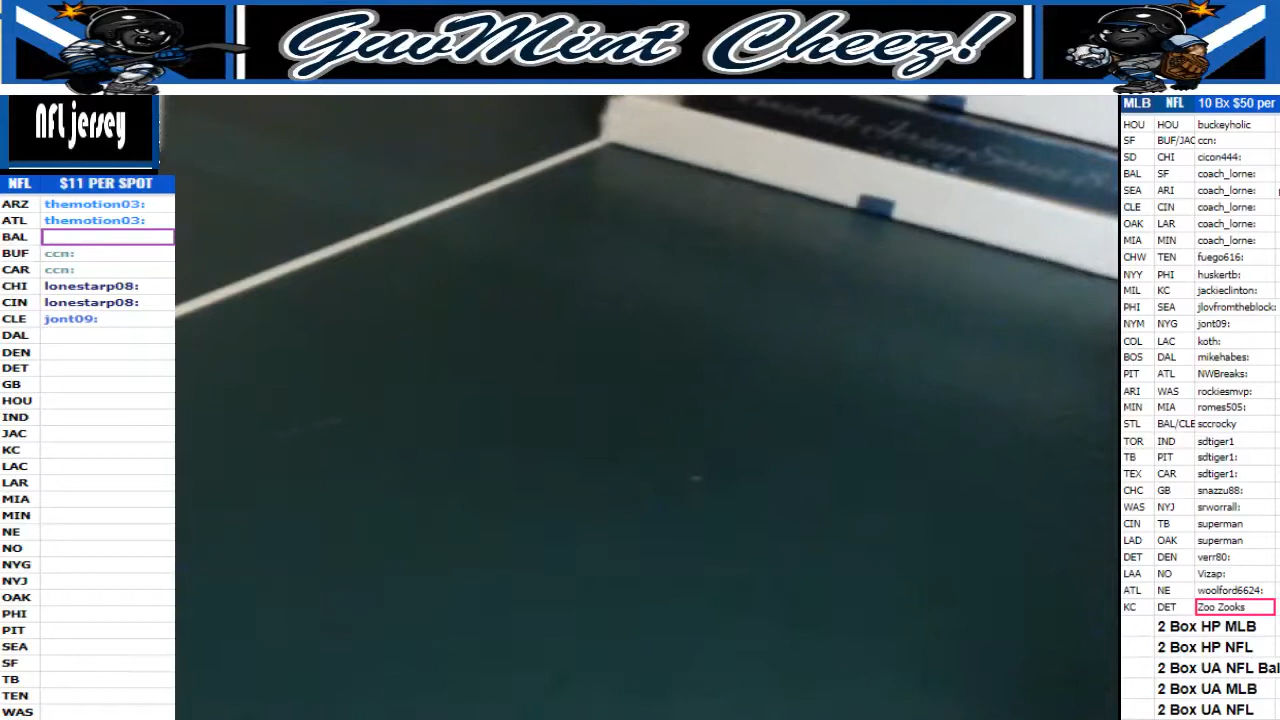 GuvMint Cheez!
NFL jersey
NFL $11 PER SPOT
ARZ themotion03:
ATL themotion03:
BAL
BUF ccn:
CAR ccn:
CHI lonestarp08:
CIN lonestarp08:
CLE jont09:
DAL
DEN
DET
GB
HOU
IND
JAC
KC
LAC
LAR
MIA
MIN
NE
NO
NYG
NYJ
OAK
PHI
PIT
SEA
SF
TB
TEN
WAS
MLB NFL 10 Bx $50 per
HOU HOU buckeyholic
SF BUF/JAC ccn:
SD CHI cicon444:
BAL SF coach_lorne:
SEA ARI coach_lorne:
CLE CIN coach_lorne:
OAK LAR coach_lorne:
MIA MIN coach_lorne:
CHW TEN fuego616:
NYY PHI huskertb:
MIL KC jackieclinton:
PHI SEA jlovfromtheblock:
NYM NYG jont09:
COL LAC koth:
BOS DAL mikehabes:
PIT ATL NWBreaks:
ARI WAS rockiesmvp:
MIN MIA romes505:
STL BAL/CLE sccrocky
TOR IND sdtiger1
TB PIT sdtiger1:
TEX CAR sdtiger1:
CHC GB snazzu88:
WAS NYJ srworrall:
CIN TB superman
LAD OAK superman
DET DEN verr80:
LAA NO Vizap:
ATL NE woolford6624:
KC DET Zoo Zooks
2 Box HP MLB
2 Box HP NFL
2 Box UA NFL Bal
2 Box UA MLB
2 Box UA NFL